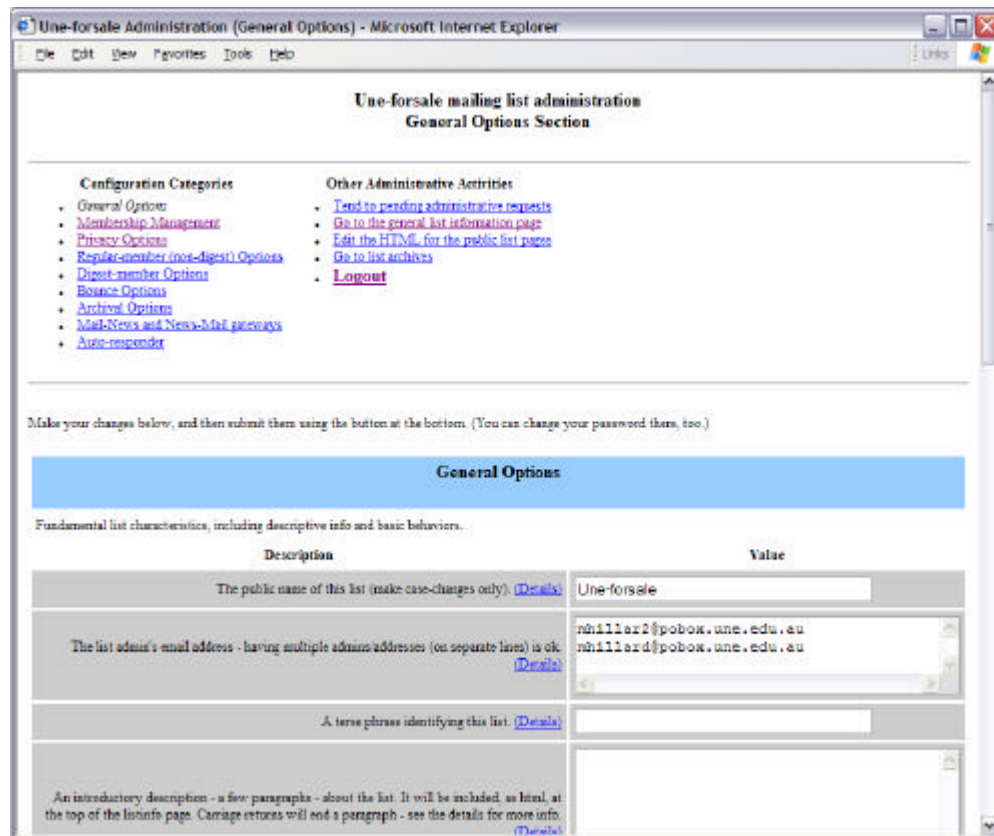 Une-forsale Administration (General Options) - Microsoft Internet Explorer
File Edit View Favorites Tools Help
Links
Une-forsale mailing list administration
General Options Section
Configuration Categories
General Options
Membership Management
Privacy Options
Regular-member (non-digest) Options
Digest-member Options
Bounce Options
Archival Options
Mail-News and News-Mail gateways
Auto-responder
Other Administrative Activities
Tend to pending administrative requests
Go to the general list information page
Edit the HTML for the public list pages
Go to list archives
Logout
Make your changes below, and then submit them using the button at the bottom. (You can change your password there, too.)
General Options
Fundamental list characteristics, including descriptive info and basic behaviors.
Description Value
The public name of this list (make case-changes only). (Details) Une-forsale
The list admin's email address - having multiple admins/addresses (on separate lines) is ok.
(Details)
mhillar2@pobox.une.edu.au
mhillard@pobox.une.edu.au
A terse phrase identifying this list. (Details)
An introductory description - a few paragraphs - about the list. It will be included, as html, at
the top of the listinfo page. Carriage returns will end a paragraph - see the details for more info.
(Details)